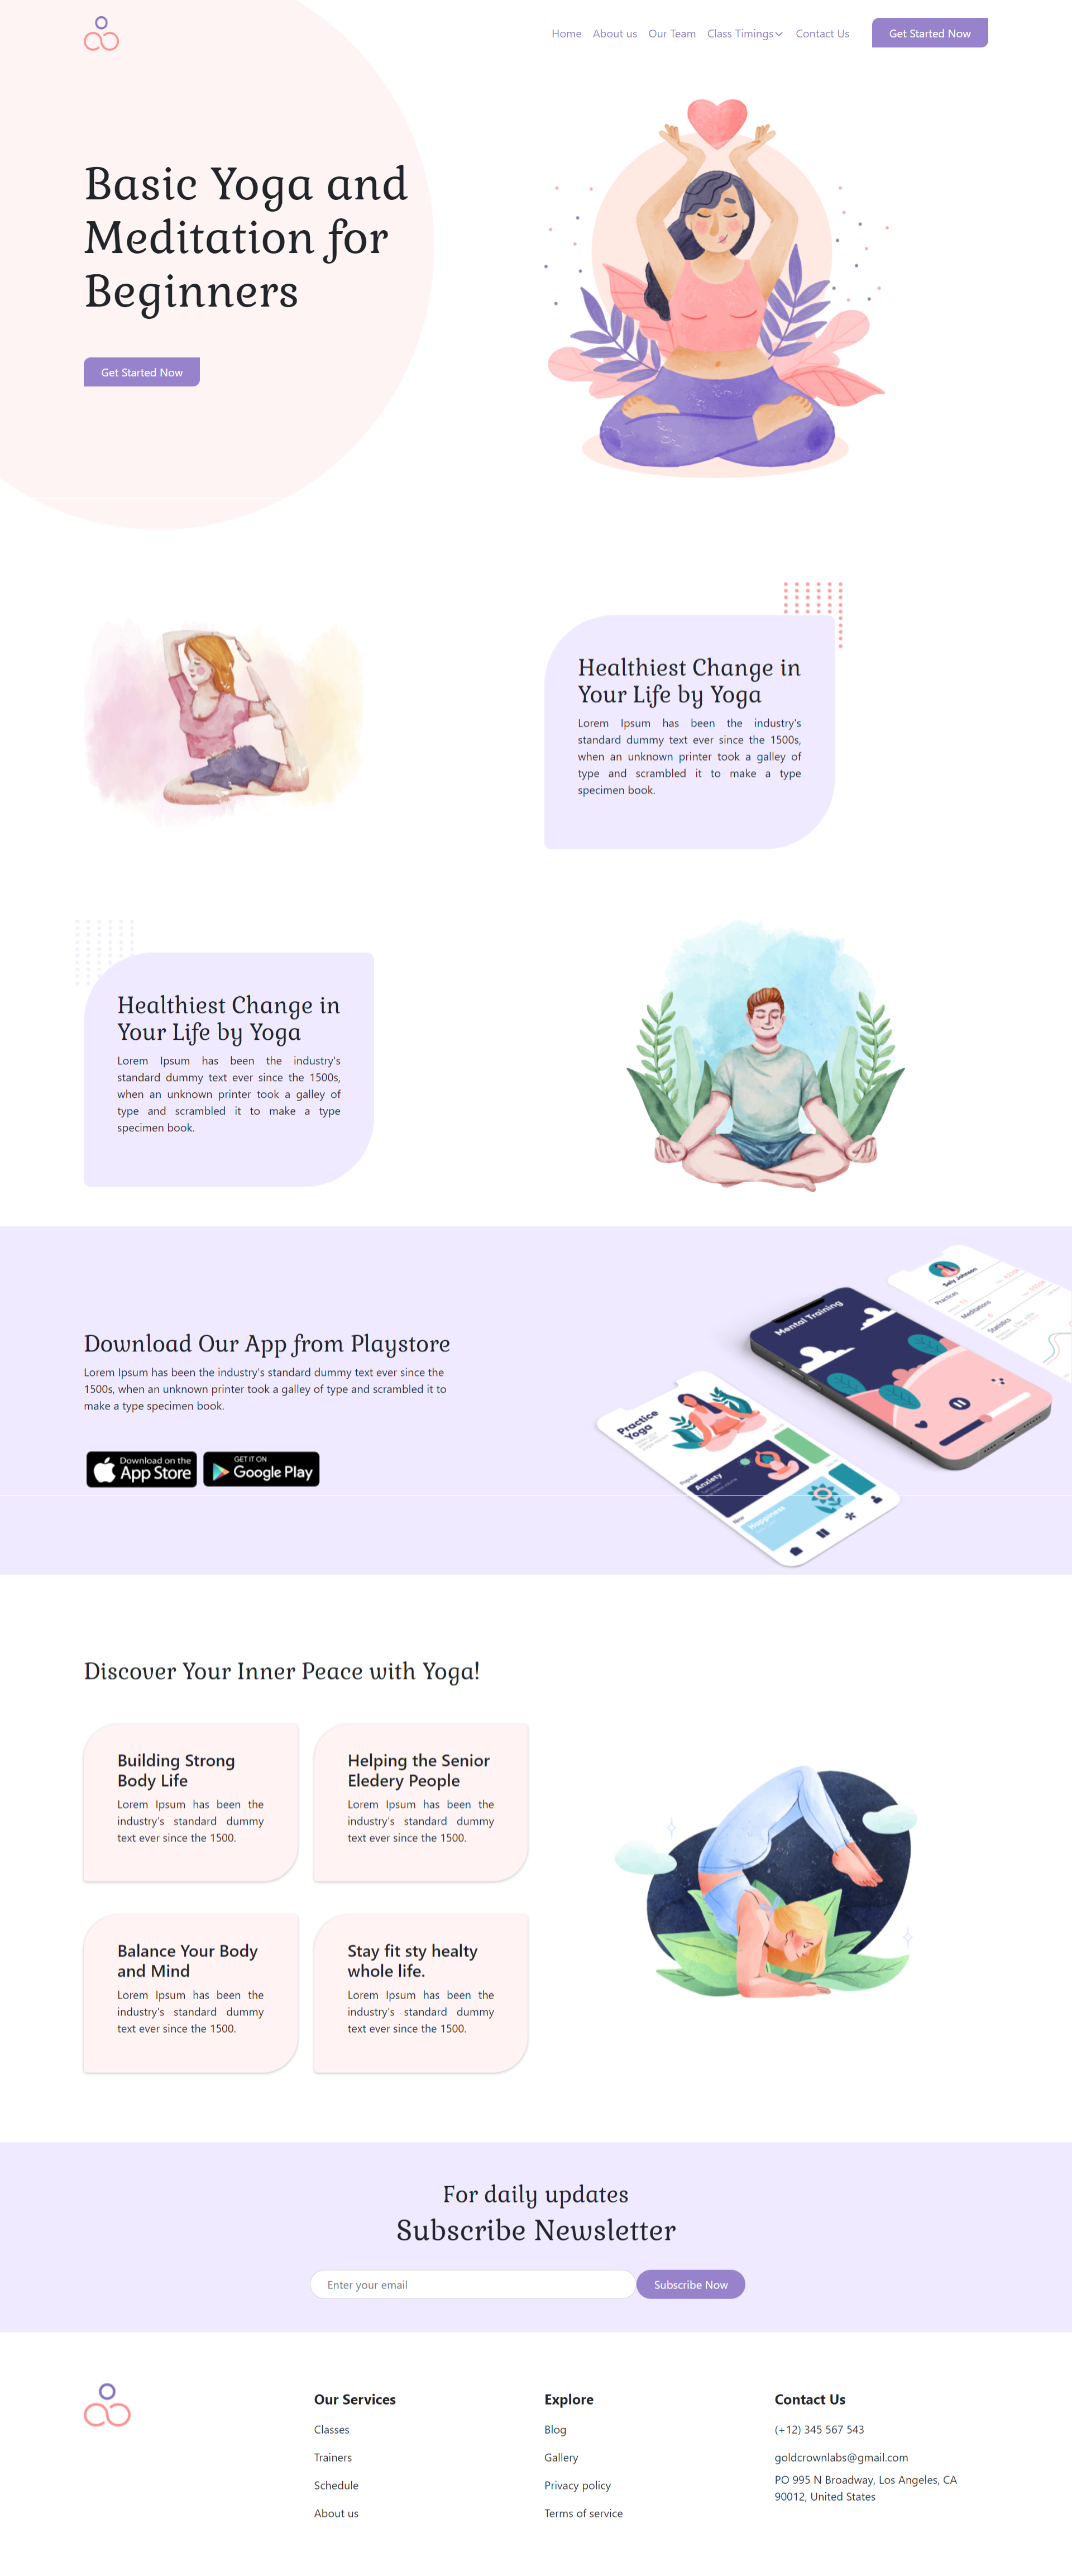 Home About us Our Team Class Timings Contact Us Get Started Now
Basic Yoga and
Meditation for
Beginners
Get Started Now
Healthiest Change in
Your Life by Yoga
Lorem Ipsum has been the industry's
standard dummy text ever since the 1500s,
when an unknown printer took a galley of
type and scrambled it to make a type
specimen book.
Healthiest Change in
Your Life by Yoga
Lorem Ipsum has been the industry's
standard dummy text ever since the 1500s,
when an unknown printer took a galley of
type and scrambled it to make a type
specimen book.
Download Our App from Playstore
Lorem Ipsum has been the industry's standard dummy text ever since the
1500s, when an unknown printer took a galley of type and scrambled it to
make a type specimen book.
Download on the
App Store
GET IT ON
Google Play
Sally Johnson
Practices
Meditations
Statistics
Mental Training
Practice
Yoga
Popular
Anxiety
New
Happiness
Discover Your Inner Peace with Yoga!
Building Strong
Body Life
Lorem Ipsum has been the
industry's standard dummy
text ever since the 1500.
Helping the Senior
Eledery People
Lorem Ipsum has been the
industry's standard dummy
text ever since the 1500.
Balance Your Body
and Mind
Lorem Ipsum has been the
industry's standard dummy
text ever since the 1500.
Stay fit sty healty
whole life.
Lorem Ipsum has been the
industry's standard dummy
text ever since the 1500.
For daily updates
Subscribe Newsletter
Enter your email
Subscribe Now
Our Services
Classes
Trainers
Schedule
About us
Explore
Blog
Gallery
Privacy policy
Terms of service
Contact Us
(+12) 345 567 543
goldcrownlabs@gmail.com
PO 995 N Broadway, Los Angeles, CA
90012, United States